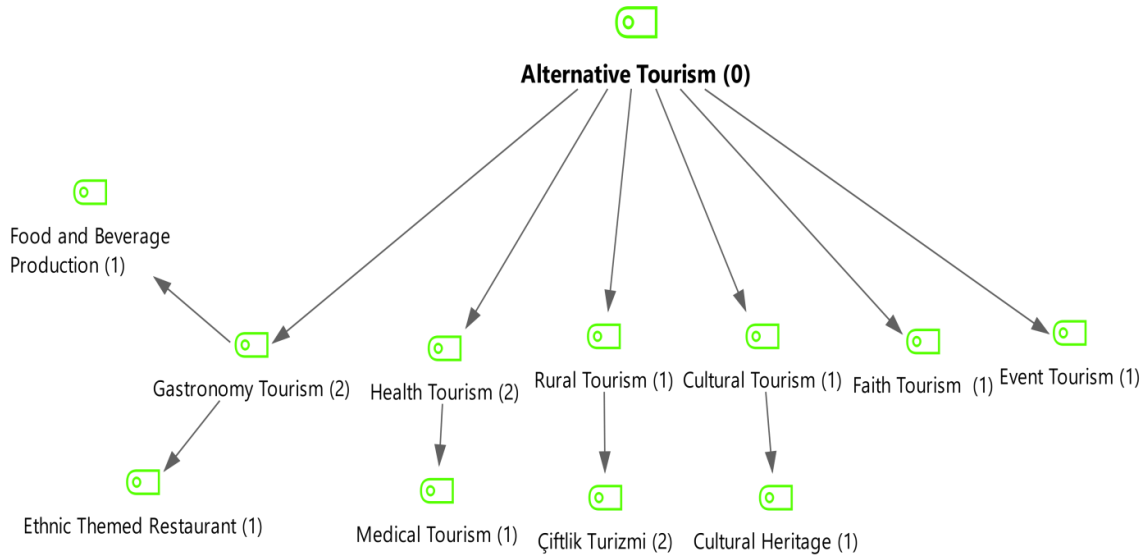 Alternative Tourism (0)
Food and Beverage
Production (1)
Gastronomy Tourism (2)
Health Tourism (2)
Rural Tourism (1)
Cultural Tourism (1)
Faith Tourism (1)
Event Tourism (1)
Ethnic Themed Restaurant (1)
Medical Tourism (1)
Çiftlik Turizmi (2)
Cultural Heritage (1)